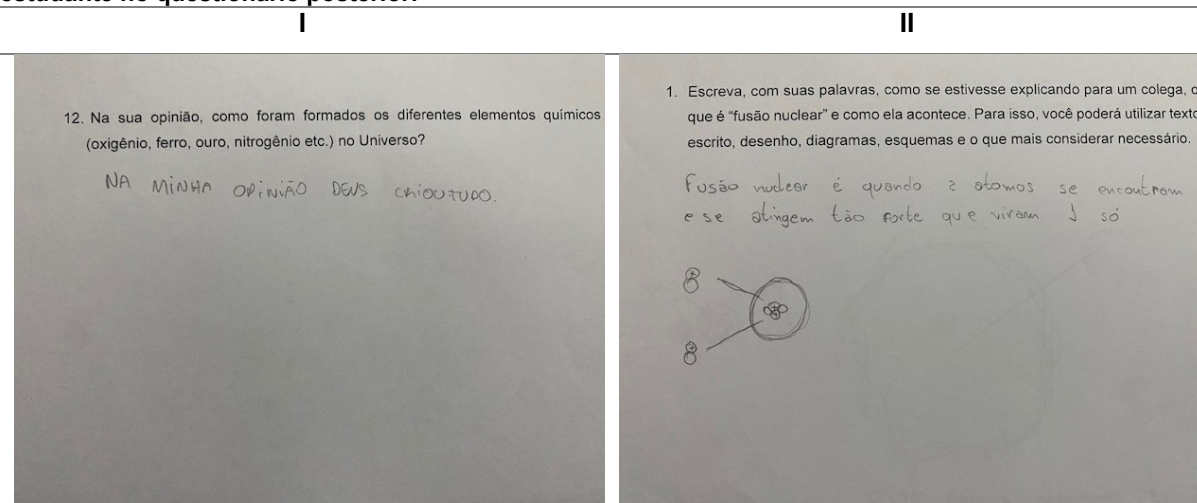 estudante no questionário posterior.
I
II
12. Na sua opinião, como foram formados os diferentes elementos químicos
(oxigênio, ferro, ouro, nitrogênio etc.) no Universo?
NA MINHA OPINIÃO DEUS CRIOU TUDO.
1. Escreva, com suas palavras, como se estivesse explicando para um colega, o
que é “fusão nuclear” e como ela acontece. Para isso, você poderá utilizar texto
escrito, desenho, diagramas, esquemas e o que mais considerar necessário.
Fusão nuclear é quando 2 atomos se encontram
e se atingem tão forte que viram 1 só